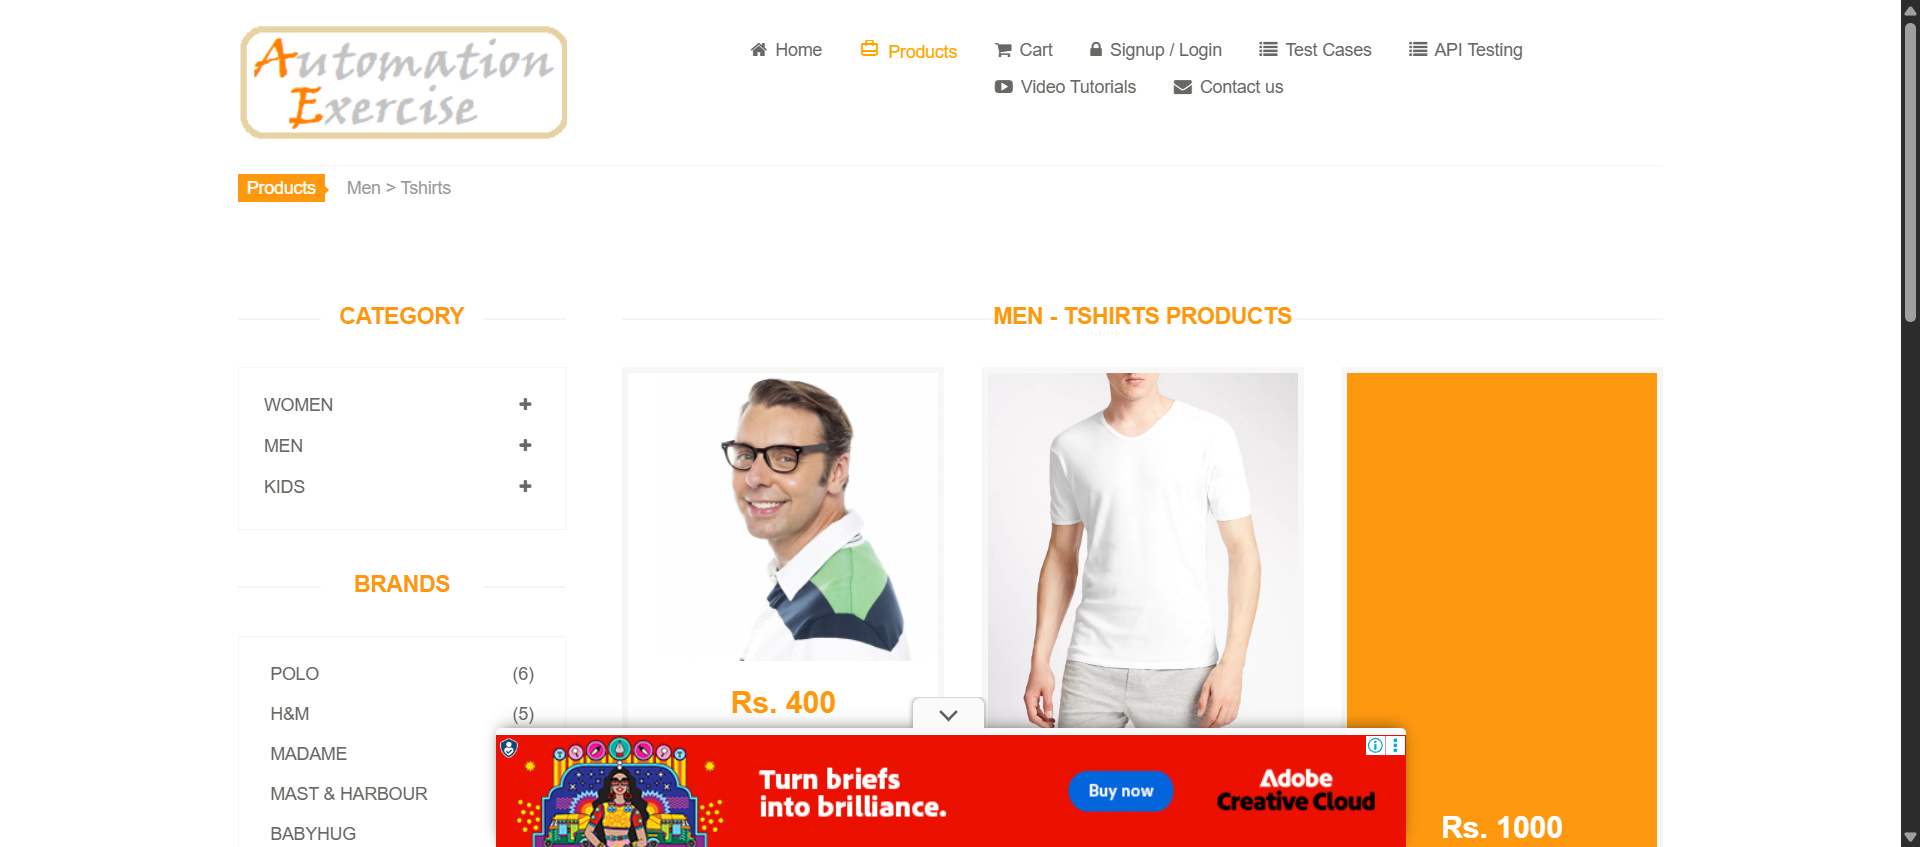 Automation
Exercise
Home
Products
Cart
Signup / Login
Test Cases
API Testing
Video Tutorials
Contact us
Products
Men > Tshirts
CATEGORY
WOMEN
MEN
KIDS
BRANDS
POLO (6)
H&M (5)
MADAME
MAST & HARBOUR
BABYHUG
MEN - TSHIRTS PRODUCTS
Rs. 400
Rs. 1000
Turn briefs
into brilliance.
Buy now
Adobe
Creative Cloud